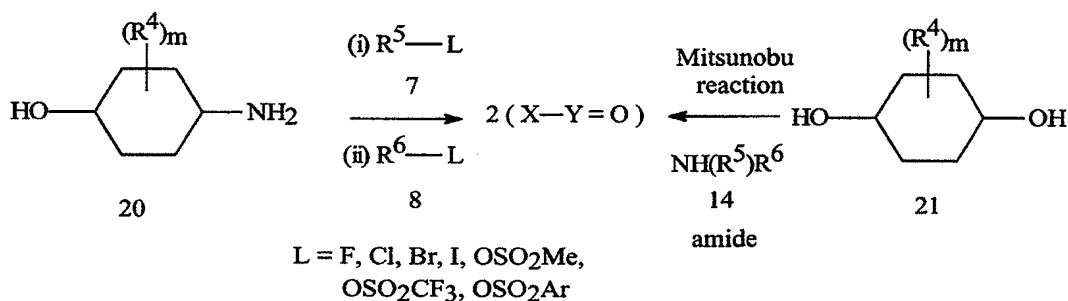 (R⁴)m
HO
NH₂
20
(i) R⁵—L
7
(ii) R⁶—L
8
2 ( X—Y = O )
Mitsunobu
reaction
NH(R⁵)R⁶
14
amide
(R⁴)m
HO
OH
21
L = F, Cl, Br, I, OSO₂Me,
OSO₂CF₃, OSO₂Ar